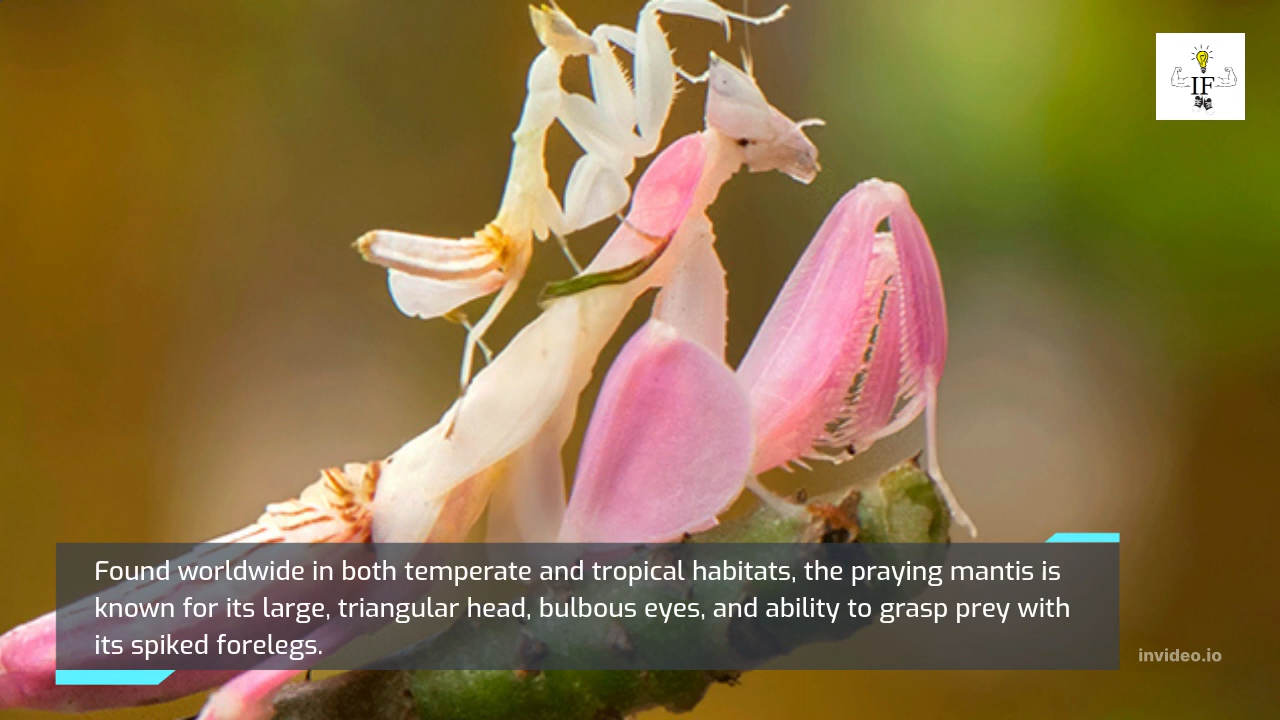 IF
Found worldwide in both temperate and tropical habitats, the praying mantis is
known for its large, triangular head, bulbous eyes, and ability to grasp prey with
its spiked forelegs.
invideo.io